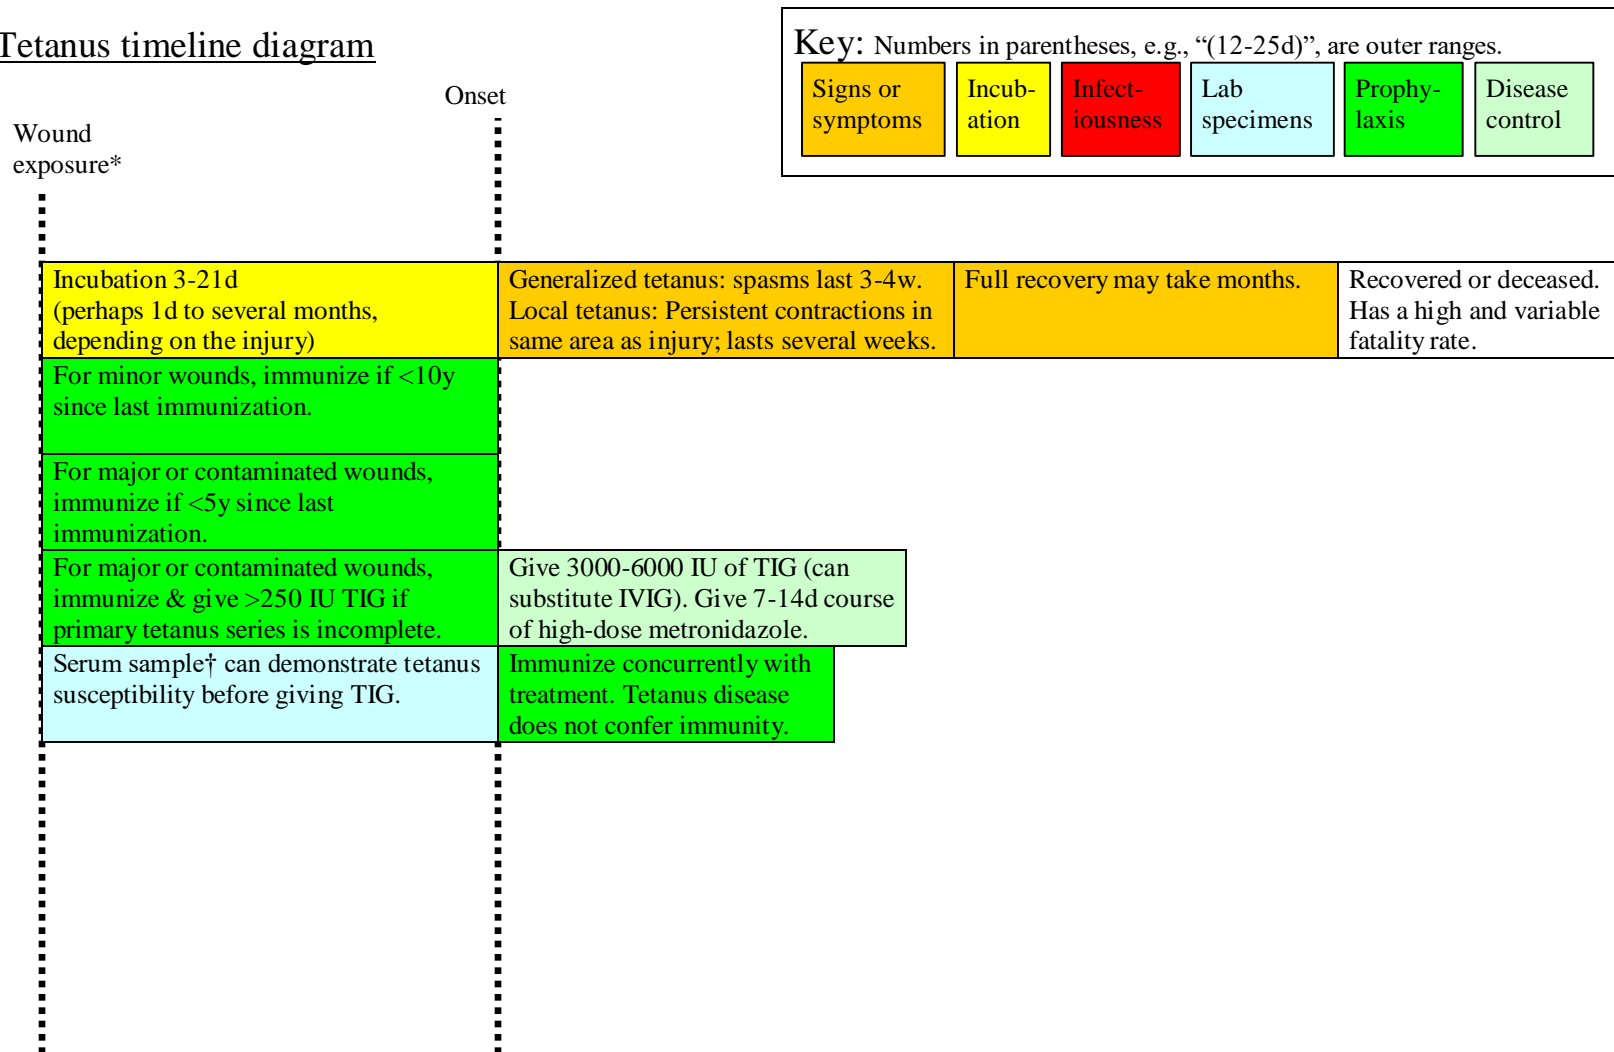 Tetanus timeline diagram
Key: Numbers in parentheses, e.g., “(12-25d)”, are outer ranges.
Signs or
symptoms
Incub-
ation
Infect-
iousness
Lab
specimens
Prophy-
laxis
Disease
control
Onset
Wound
exposure*
Incubation 3-21d
(perhaps 1d to several months,
depending on the injury)
Generalized tetanus: spasms last 3-4w.
Local tetanus: Persistent contractions in
same area as injury; lasts several weeks.
Full recovery may take months.
Recovered or deceased.
Has a high and variable
fatality rate.
For minor wounds, immunize if <10y
since last immunization.
For major or contaminated wounds,
immunize if <5y since last
immunization.
For major or contaminated wounds,
immunize & give >250 IU TIG if
primary tetanus series is incomplete.
Give 3000-6000 IU of TIG (can
substitute IVIG). Give 7-14d course
of high-dose metronidazole.
Serum sample† can demonstrate tetanus
susceptibility before giving TIG.
Immunize concurrently with
treatment. Tetanus disease
does not confer immunity.